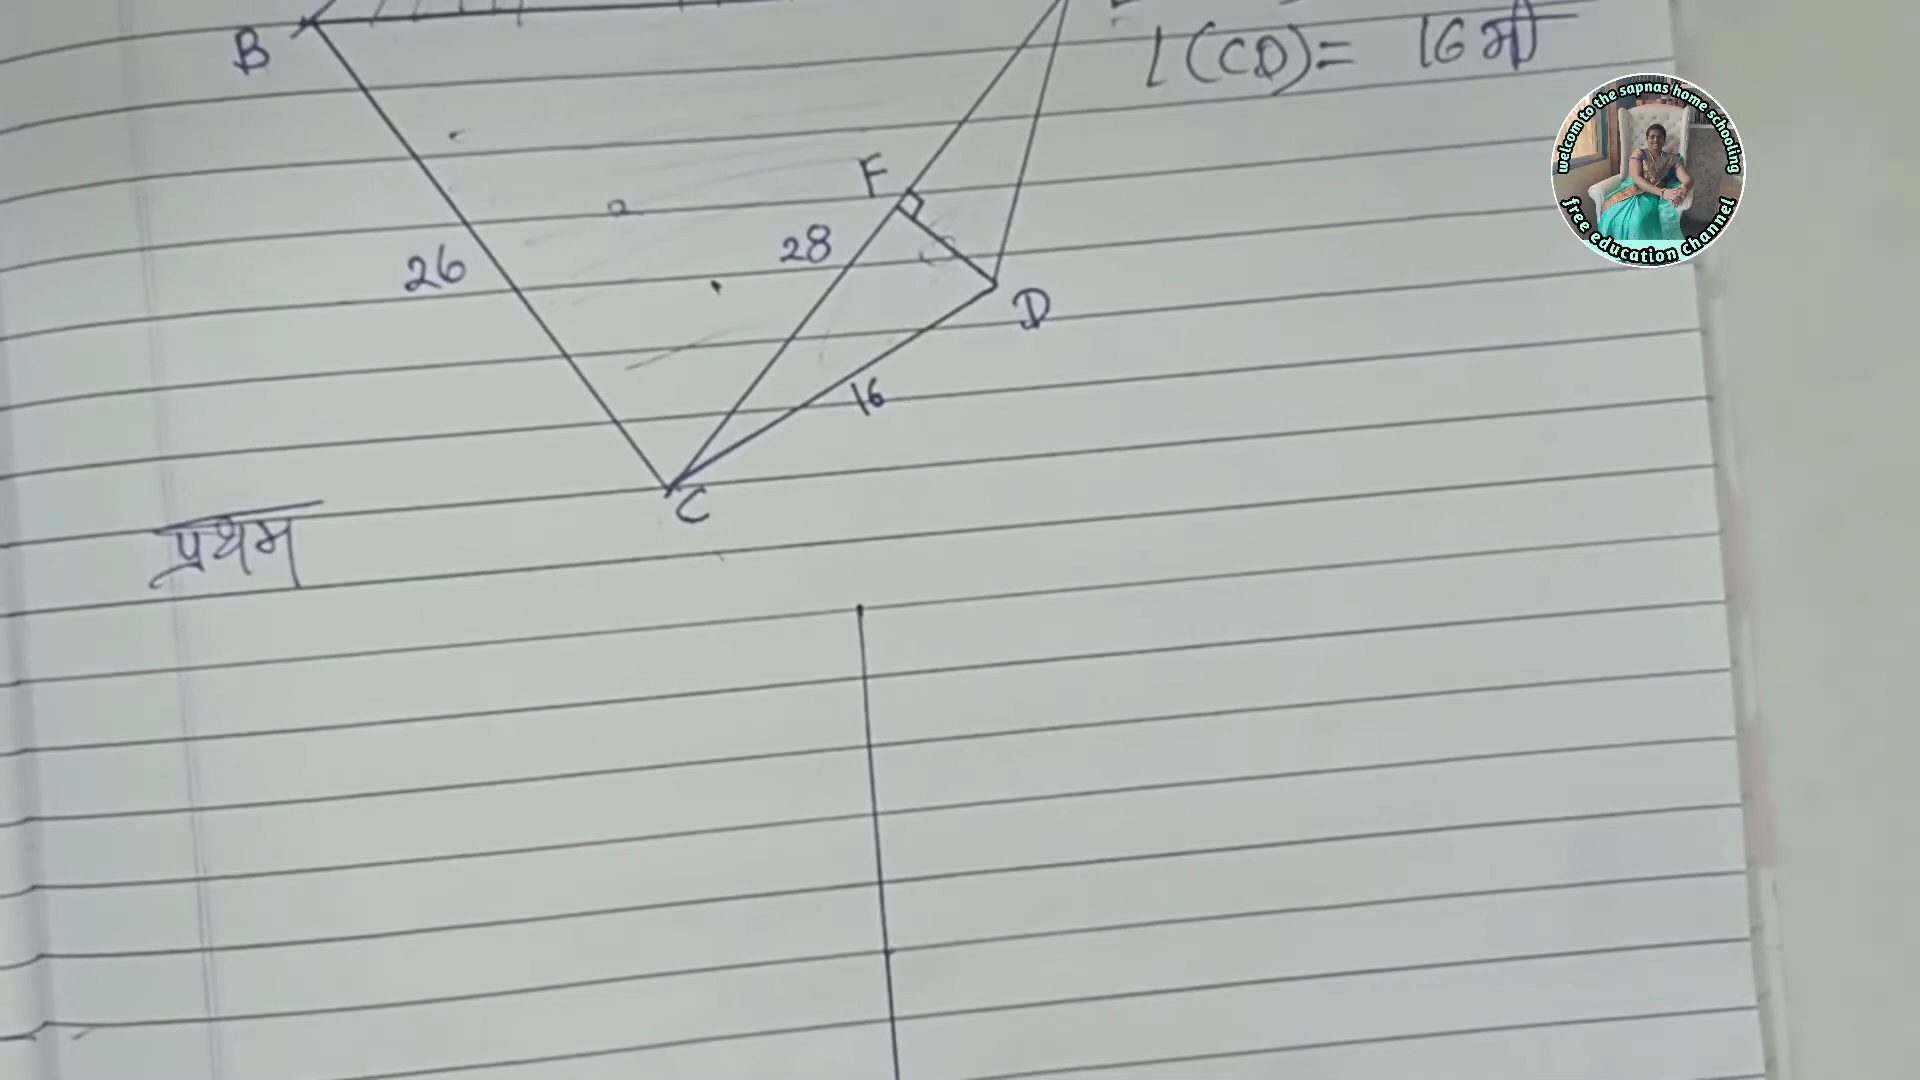 B
l(CD)= 16 मी
welcom to the sapnas home schooling
free education channel
F
28
26
D
16
C
प्रथम